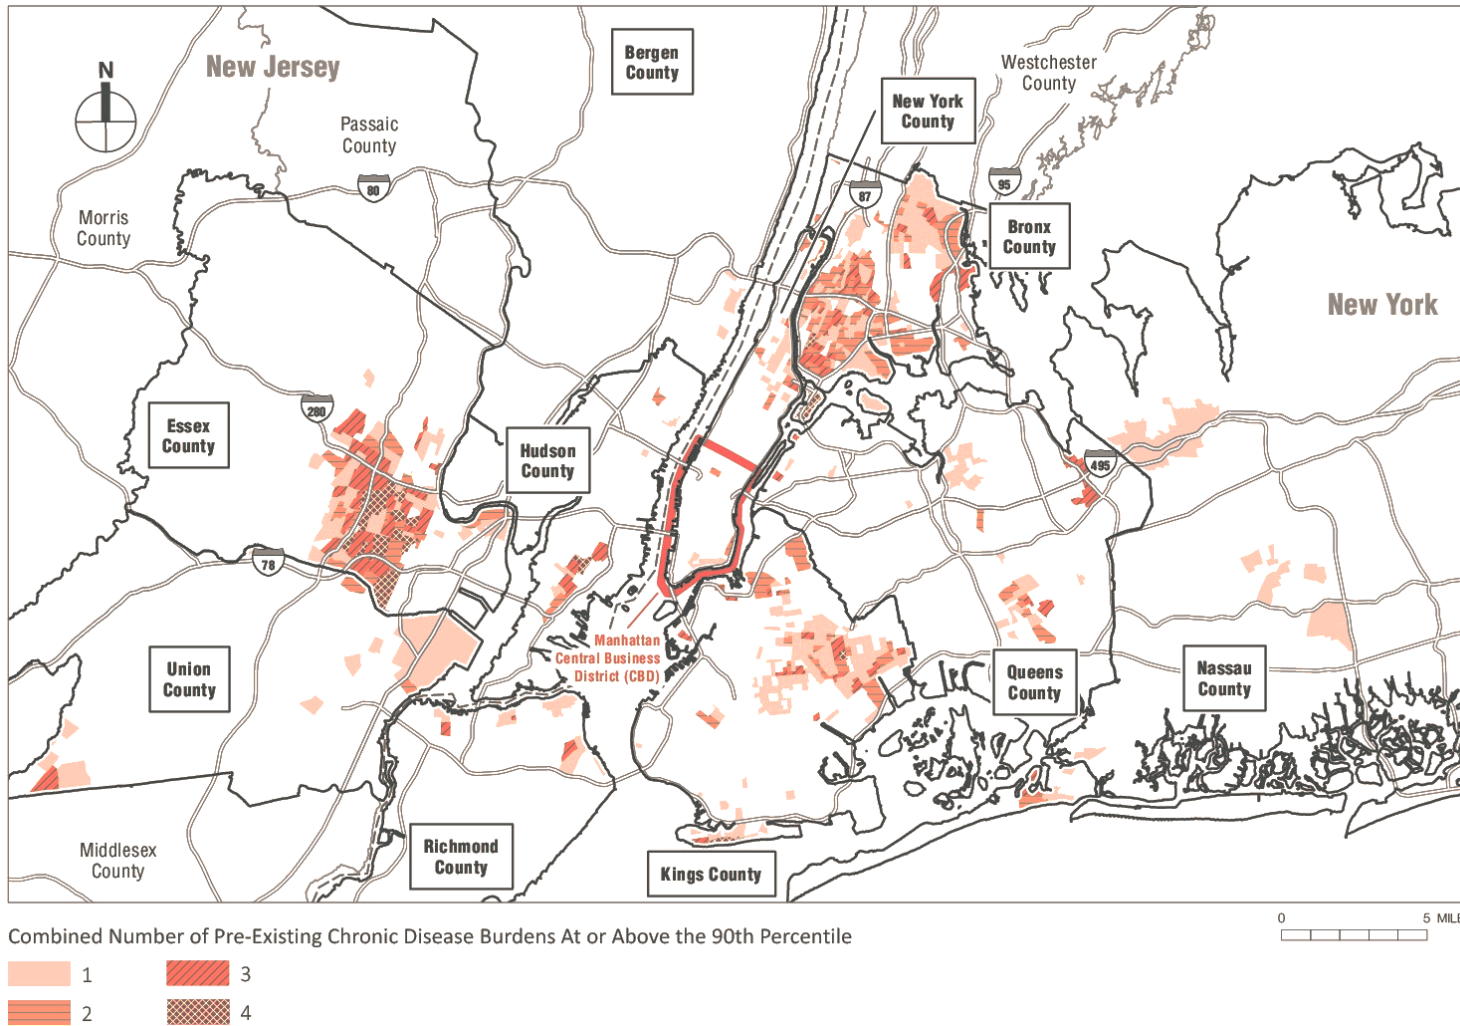 New Jersey
Bergen
County
Westchester
County
N
New York
County
Passaic
County
80
87
95
Morris
County
Bronx
County
New York
280
Essex
County
Hudson
County
495
78
Manhattan
Central Business
District (CBD)
Union
County
Queens
County
Nassau
County
Middlesex
County
Richmond
County
Kings County
0 5 MILE
Combined Number of Pre-Existing Chronic Disease Burdens At or Above the 90th Percentile
1 3
2 4